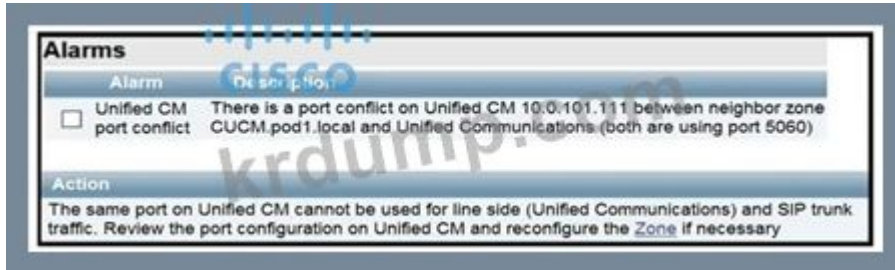 Alarms
CISCO
Alarm Description
Unified CM port conflict There is a port conflict on Unified CM 10.0.101.111 between neighbor zone CUCM.pod1.local and Unified Communications (both are using port 5060)
krdump.com
Action
The same port on Unified CM cannot be used for line side (Unified Communications) and SIP trunk
traffic. Review the port configuration on Unified CM and reconfigure the Zone if necessary